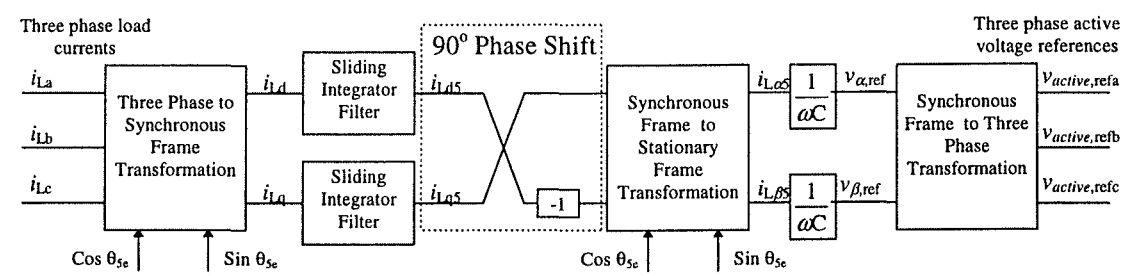 Three phase load
currents
i_La
i_Lb
i_Lc
Three Phase to
Synchronous
Frame
Transformation
Cos θ_5e
Sin θ_5e
i_Ld
i_Lq
Sliding
Integrator
Filter
Sliding
Integrator
Filter
90° Phase Shift
i_Ld5
i_Lq5
-1
Synchronous
Frame to
Stationary
Frame
Transformation
Cos θ_5e
Sin θ_5e
i_Lα5
i_Lβ5
1
ωC
1
ωC
v_α,ref
v_β,ref
Synchronous
Frame to Three
Phase
Transformation
Three phase active
voltage references
v_active,refa
v_active,refb
v_active,refc